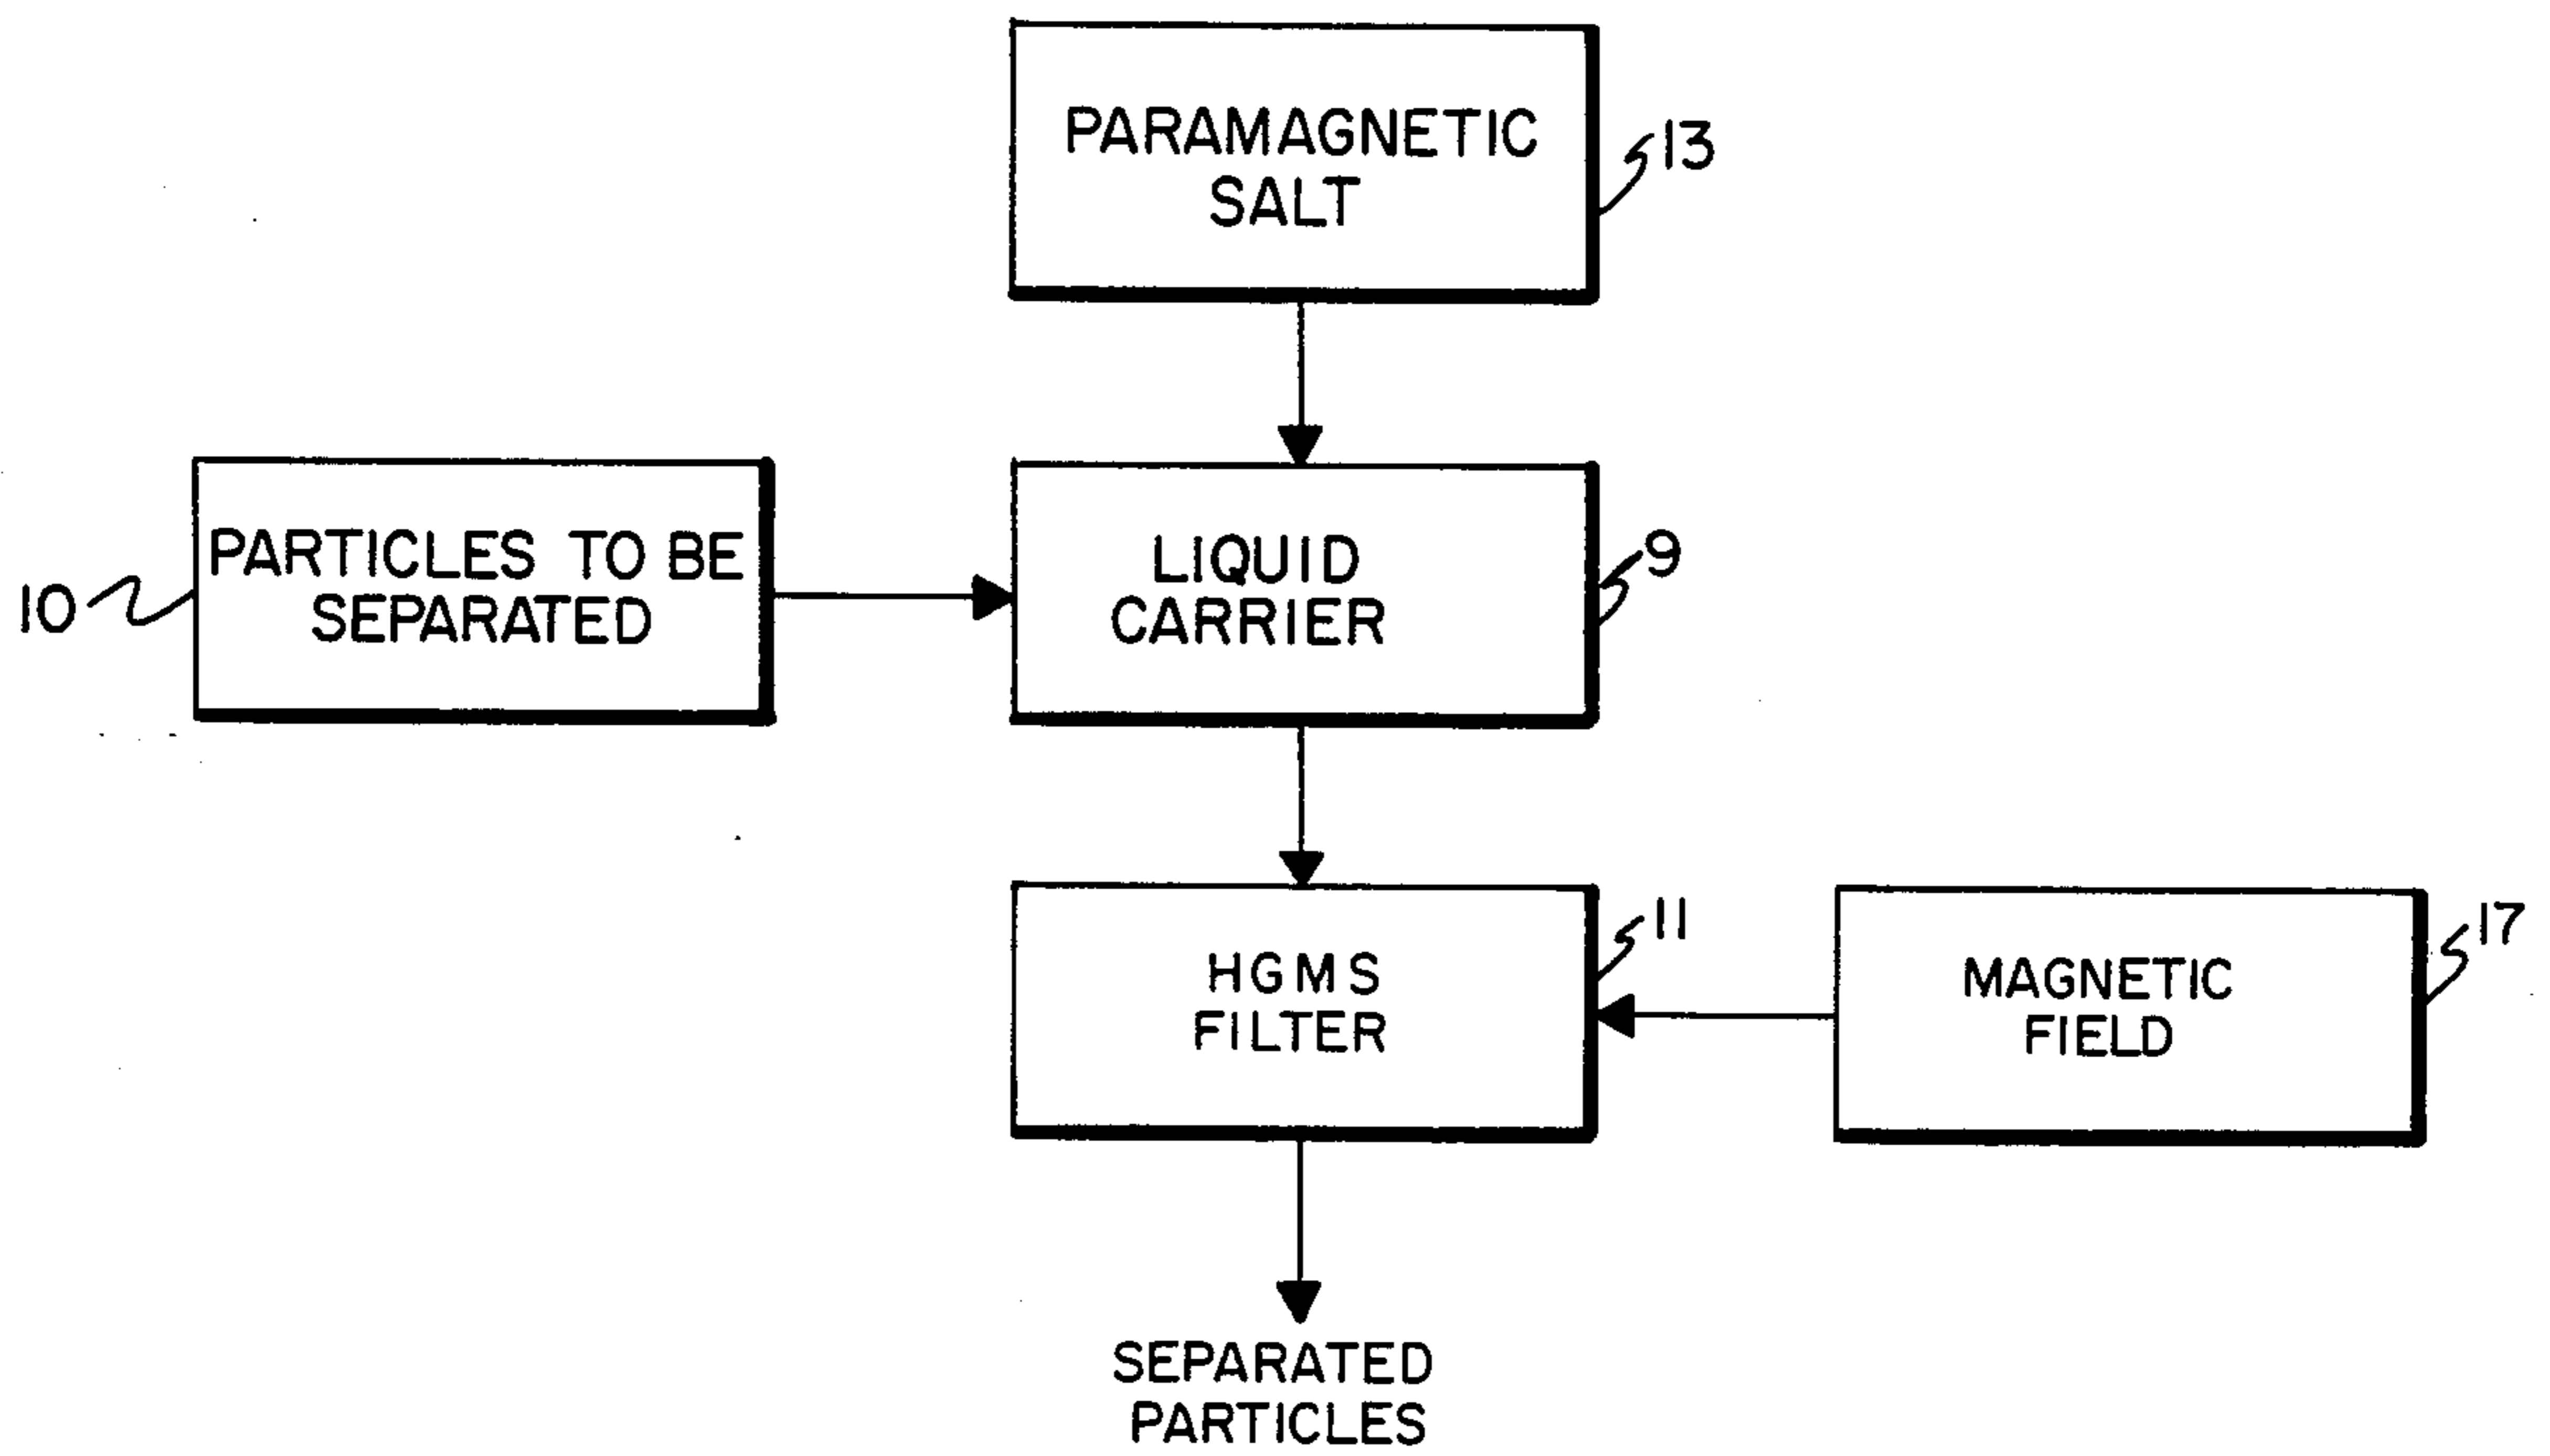 PARAMAGNETIC
SALT
13
PARTICLES TO BE
SEPARATED
10
LIQUID
CARRIER
9
HGMS
FILTER
11
MAGNETIC
FIELD
17
SEPARATED
PARTICLES